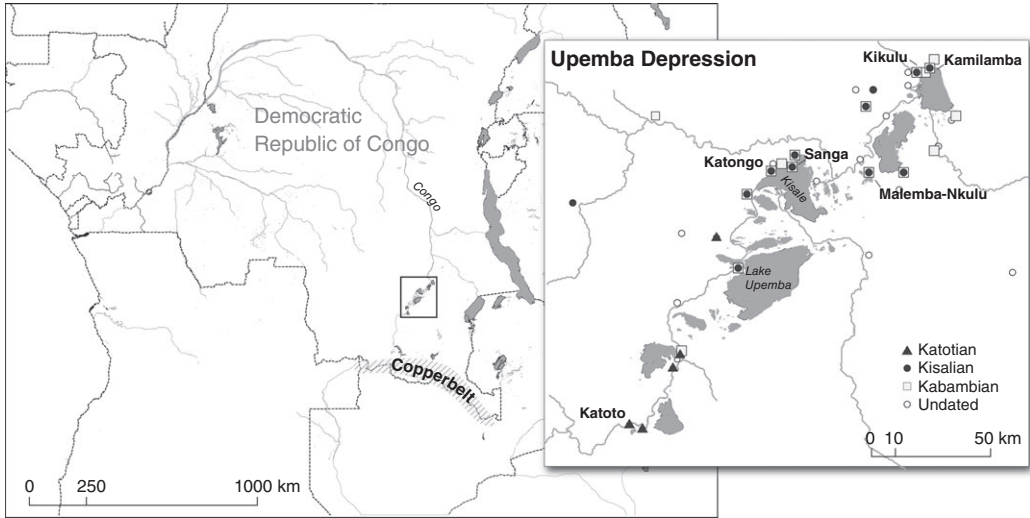 Democratic
Republic of Congo
Congo
Copperbelt
0 250 1000 km
Upemba Depression
Kikulu
Kamilamba
Katongo
Sanga
Kisale
Malemba-Nkulu
Lake
Upemba
Katoto
Katotian
Kisalian
Kabambian
Undated
0 10 50 km